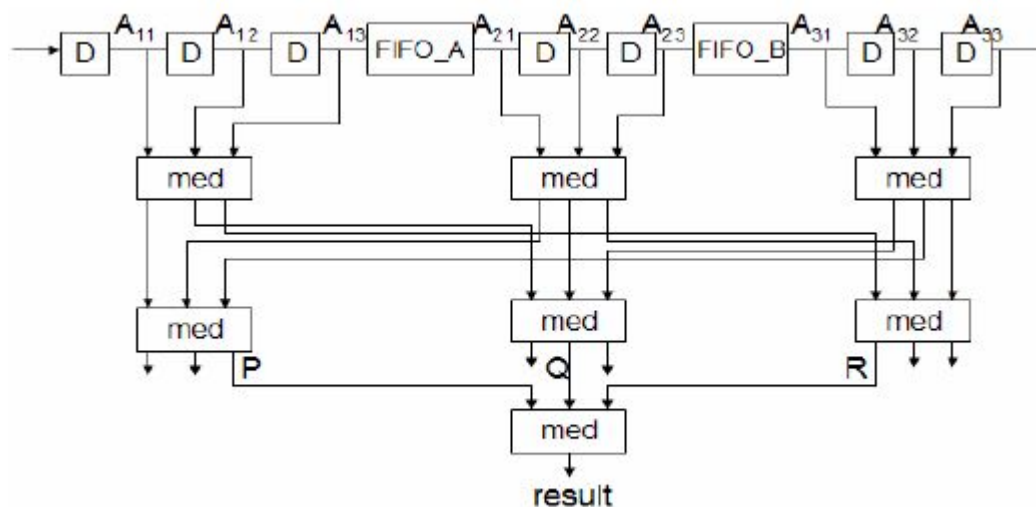 A11 A12 A13 A21 A22 A23 A31 A32 A33
D D D FIFO_A D D FIFO_B D D
med med med
med med med
P Q R
med
result